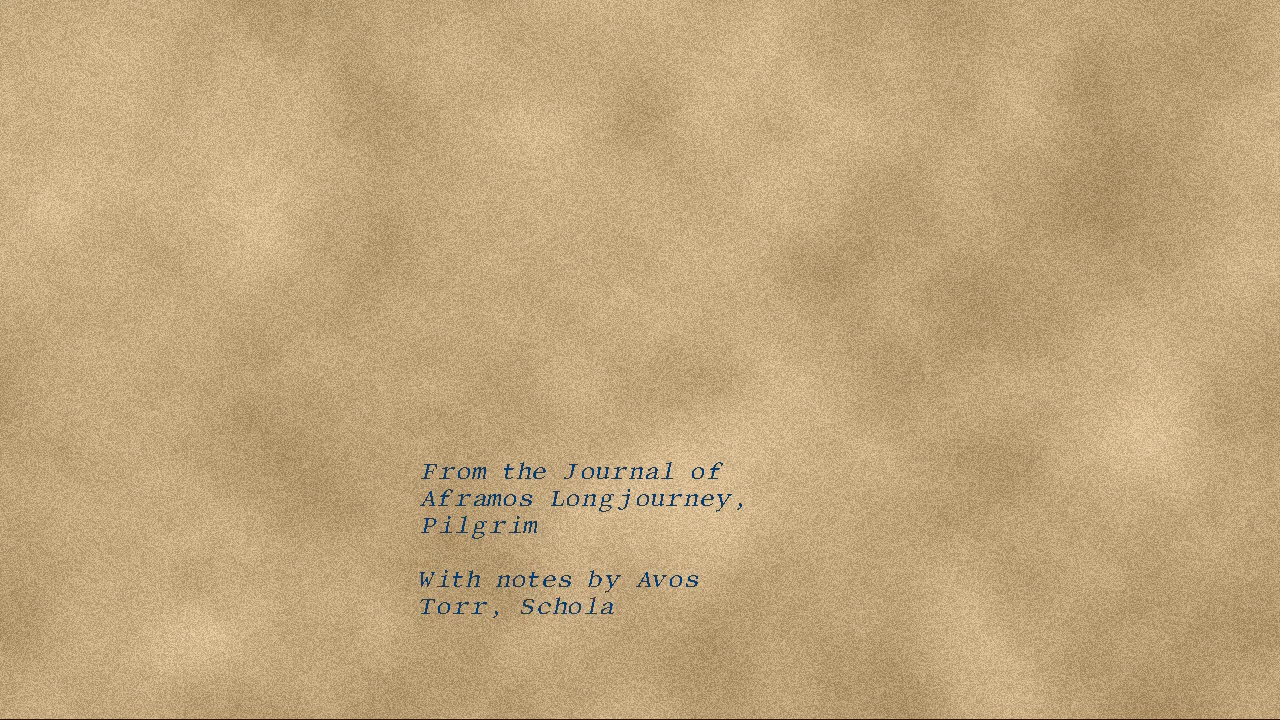 From the Journal of
Aframos Longjourney,
Pilgrim
With notes by Avos
Torr, Schola